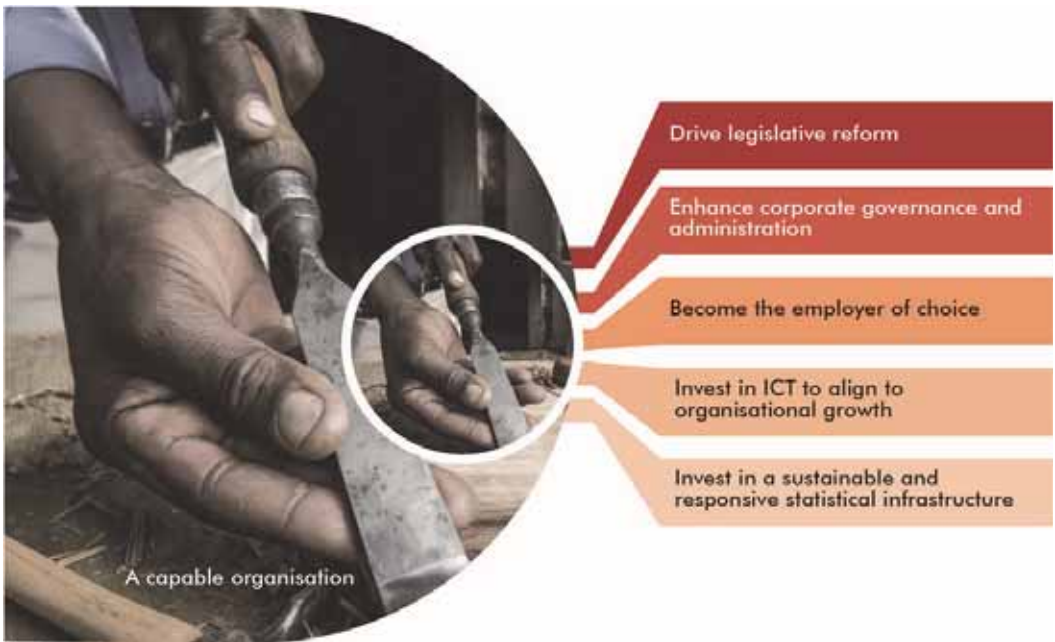 Drive legislative reform
Enhance corporate governance and
administration
Become the employer of choice
Invest in ICT to align to
organisational growth
Invest in a sustainable and
responsive statistical infrastructure
A capable organisation